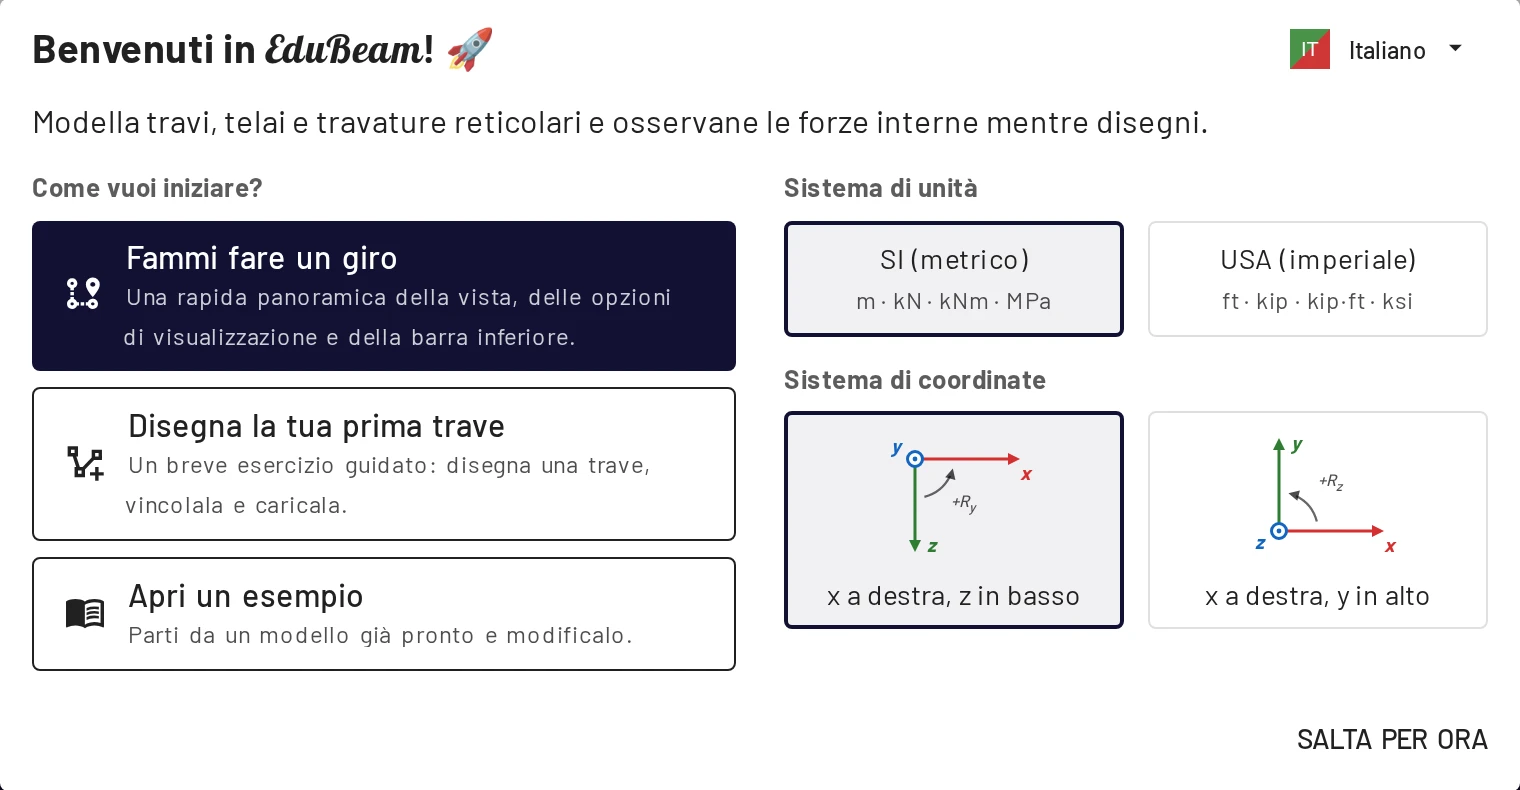 Benvenuti in EduBeam! 🚀
IT Italiano
Modella travi, telai e travature reticolari e osservane le forze interne mentre disegni.
Come vuoi iniziare?
Fammi fare un giro
Una rapida panoramica della vista, delle opzioni
di visualizzazione e della barra inferiore.
Disegna la tua prima trave
Un breve esercizio guidato: disegna una trave,
vincolala e caricala.
Apri un esempio
Parti da un modello già pronto e modificalo.
Sistema di unità
SI (metrico)
m · kN · kNm · MPa
USA (imperiale)
ft · kip · kip·ft · ksi
Sistema di coordinate
y
x
+Ry
z
x a destra, z in basso
y
+Rz
z
x
x a destra, y in alto
SALTA PER ORA